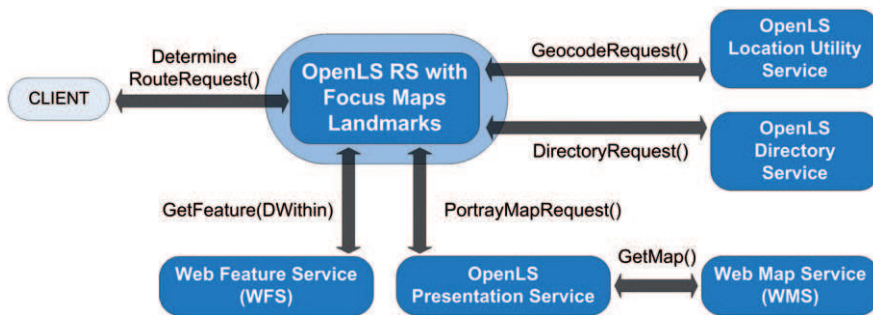 Determine
RouteRequest()
CLIENT
OpenLS RS with
Focus Maps
Landmarks
GeocodeRequest()
OpenLS
Location Utility
Service
DirectoryRequest()
OpenLS
Directory
Service
GetFeature(DWithin)
PortrayMapRequest()
Web Feature Service
(WFS)
OpenLS
Presentation Service
GetMap()
Web Map Service
(WMS)